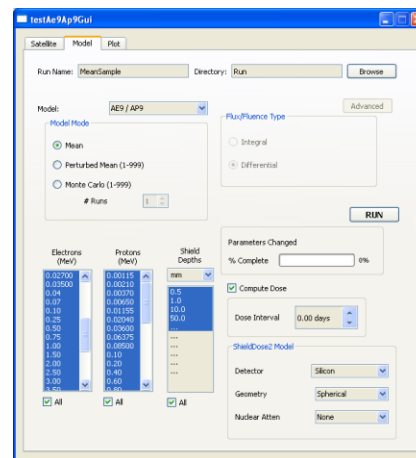 testAe9Ap9Gui
Satellite Model Plot
Run Name: MeanSample Directory: Run Browse
Model: AE9 / AP9 Advanced
Model Mode Flux/Fluence Type
Mean Integral
Perturbed Mean (1-999) Differential
Monte Carlo (1-999)
# Runs 1
RUN
Electrons (MeV) Protons (MeV) Shield Depths
Parameters Changed
% Complete 0%
mm
0.02700 0.00115
0.03500 0.00210 0.5
0.04 0.00370 1.0
0.07 0.00650 10.0
0.10 0.01155 50.0
0.25 0.02040 ---
0.50 0.03600 ---
0.75 0.06375 ---
1.00 0.08500 ---
1.50 0.10 ---
2.00 0.20
2.50 0.40
3.00 0.60
3.50 0.80
All All All
Compute Dose
Dose Interval 0.00 days
ShieldDose2 Model
Detector Silicon
Geometry Spherical
Nuclear Atten None